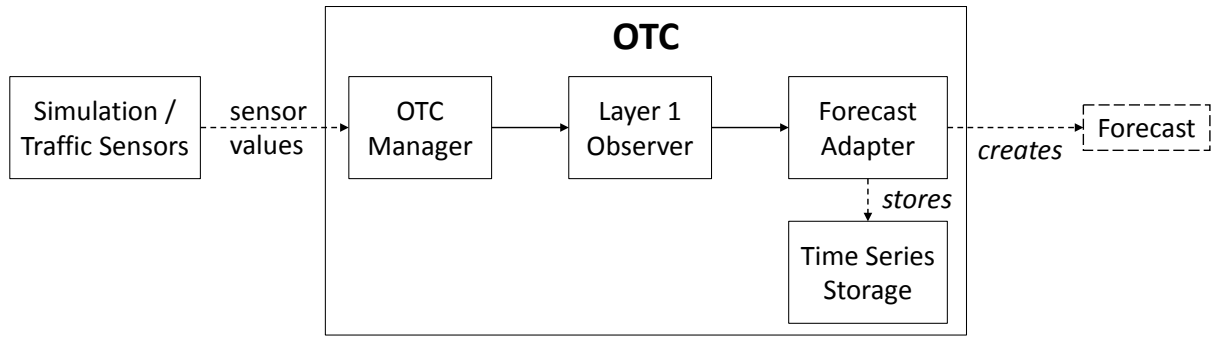 OTC
Simulation /
Traffic Sensors
sensor
values
OTC
Manager
Layer 1
Observer
Forecast
Adapter
creates
Forecast
stores
Time Series
Storage